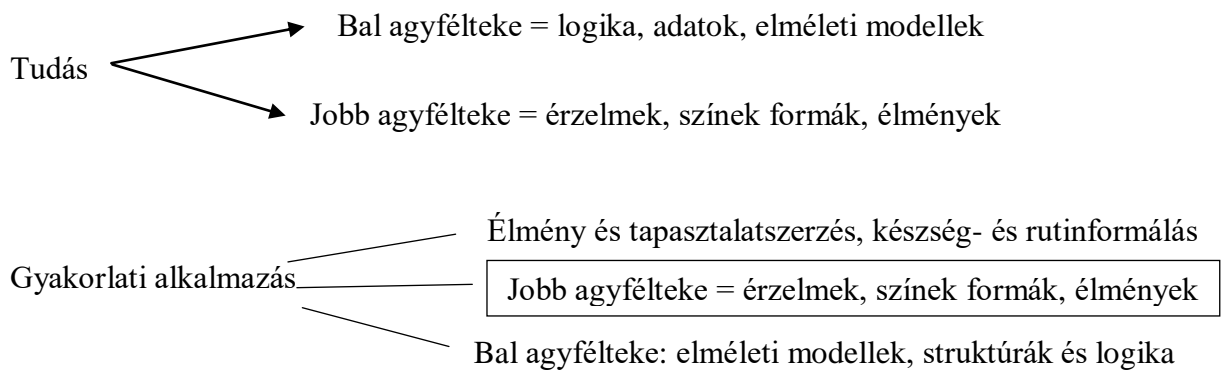 Bal agyfélteke = logika, adatok, elméleti modellek
Tudás
Jobb agyfélteke = érzelmek, színek formák, élmények
Élmény és tapasztalatszerzés, készség- és rutinformálás
Gyakorlati alkalmazás
Jobb agyfélteke = érzelmek, színek formák, élmények
Bal agyfélteke: elméleti modellek, struktúrák és logika